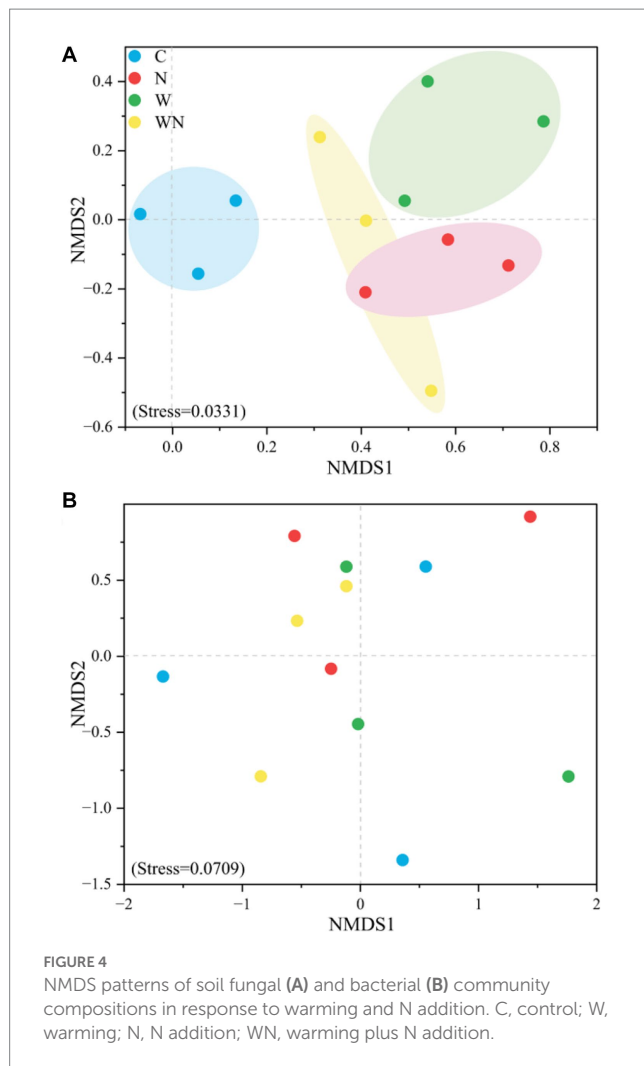 A
C
N
W
WN
0.4
0.2
0.0
−0.2
−0.4
−0.6
NMDS2
(Stress=0.0331)
0.0 0.2 0.4 0.6 0.8
NMDS1
B
0.5
0.0
−0.5
−1.0
−1.5
NMDS2
(Stress=0.0709)
−2 −1 0 1 2
NMDS1
FIGURE 4
NMDS patterns of soil fungal (A) and bacterial (B) community
compositions in response to warming and N addition. C, control; W,
warming; N, N addition; WN, warming plus N addition.